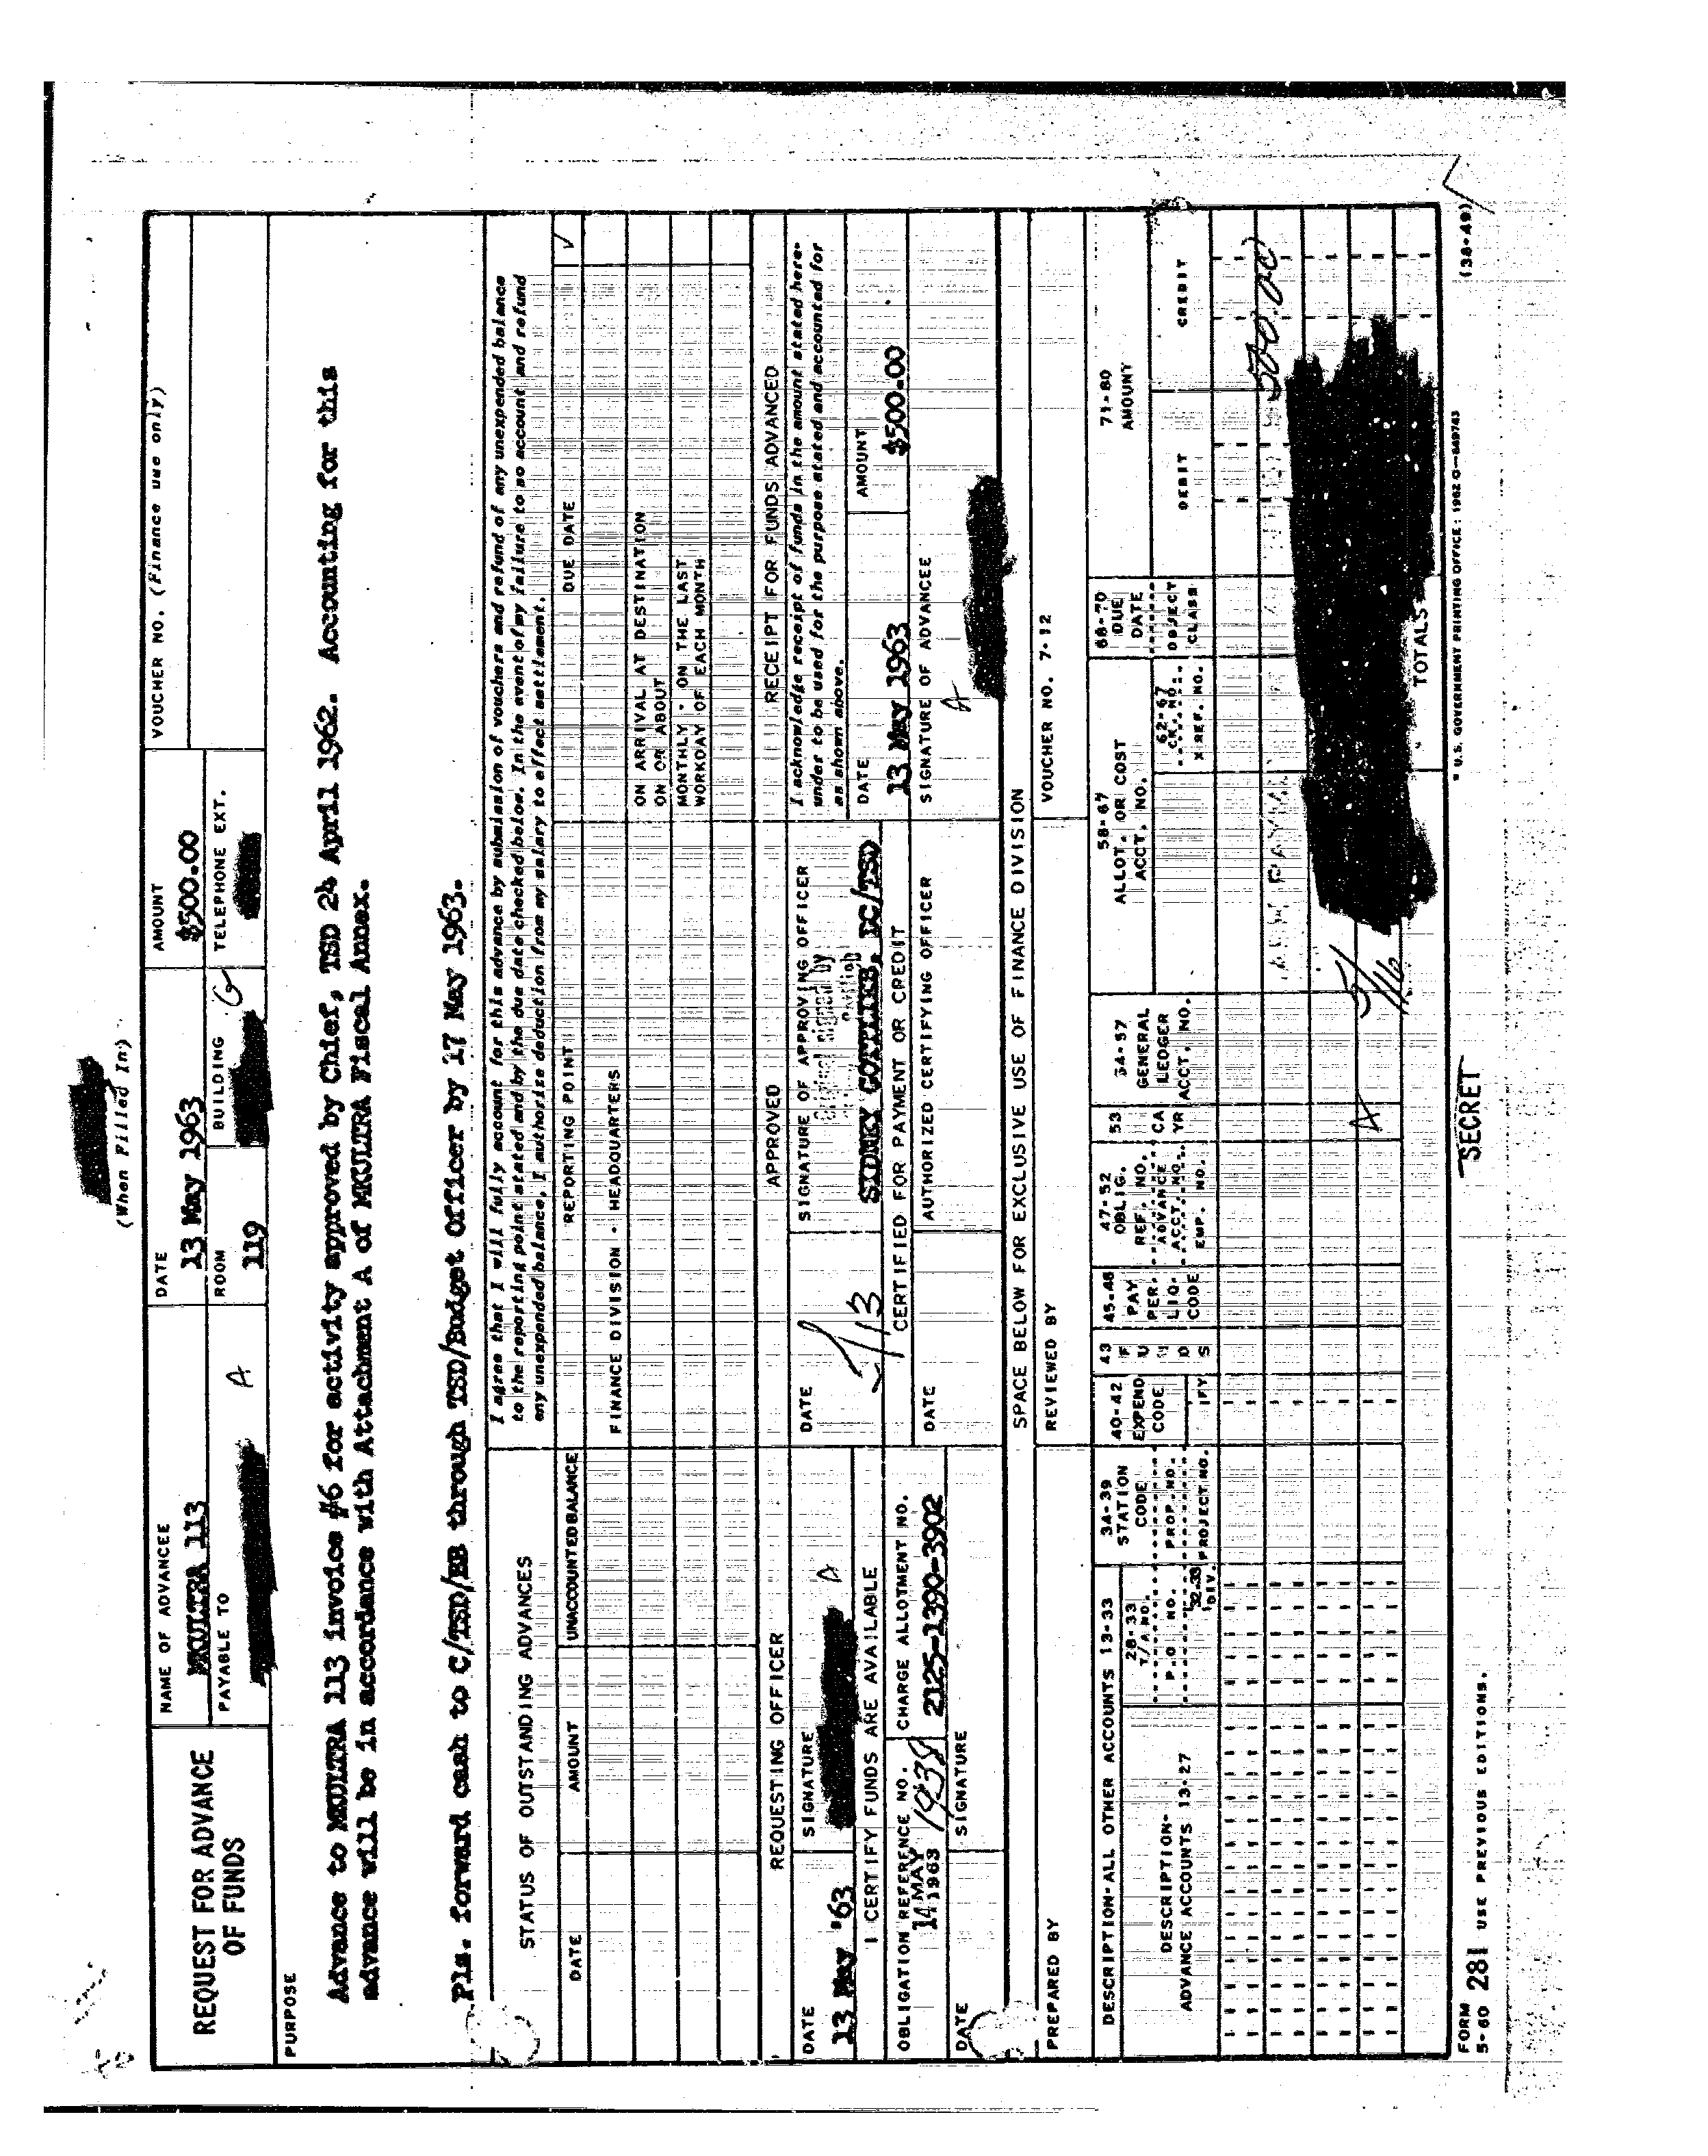 (When Filled In)
REQUEST FOR ADVANCE
OF FUNDS
NAME OF ADVANCEE
MKULTRA 113
DATE
13 May 1963
AMOUNT
$500.00
VOUCHER NO. (Finance use only)
PAYABLE TO
A
ROOM
119
BUILDING
G
TELEPHONE EXT.
PURPOSE
Advance to MKULTRA 113 invoice #6 for activity approved by Chief, TSD 24 April 1962. Accounting for this
advance will be in accordance with Attachment A of MKULTRA Fiscal Annex.
Pls. forward cash to C/TSD/BB through TSD/Budget Officer by 17 May 1963.
STATUS OF OUTSTANDING ADVANCES
I agree that I will fully account for this advance by submission of vouchers and refund of any unexpended balance
to the reporting point stated and by the due date checked below. In the event of my failure to so account and refund
any unexpended balance, I authorize deduction from my salary to effect settlement.
DATE
AMOUNT
UNACCOUNTED BALANCE
REPORTING POINT
DUE DATE
✓
FINANCE DIVISION - HEADQUARTERS
ON ARRIVAL AT DESTINATION
ON OR ABOUT
MONTHLY - ON THE LAST
WORKDAY OF EACH MONTH
REQUESTING OFFICER
APPROVED
RECEIPT FOR FUNDS ADVANCED
DATE
13 May '63
SIGNATURE
A
DATE
5/13
SIGNATURE OF APPROVING OFFICER
Original signed by
SIDNEY GOTTLIEB, DC/TSD
I acknowledge receipt of funds in the amount stated here-
under to be used for the purpose stated and accounted for
as shown above.
DATE
13 May 1963
AMOUNT
$500.00
I CERTIFY FUNDS ARE AVAILABLE
CERTIFIED FOR PAYMENT OR CREDIT
OBLIGATION REFERENCE NO.
14 MAY 1963
1938
CHARGE ALLOTMENT NO.
2125-1390-3902
DATE
AUTHORIZED CERTIFYING OFFICER
SIGNATURE OF ADVANCEE
A
DATE
SIGNATURE
SPACE BELOW FOR EXCLUSIVE USE OF FINANCE DIVISION
PREPARED BY
REVIEWED BY
VOUCHER NO. 7-12
DESCRIPTION-ALL OTHER ACCOUNTS 13-33
DESCRIPTION-
ADVANCE ACCOUNTS 13-27
28-33
T/A NO.
P.O. NO.
32-33
DIV.
34-39
STATION
CODE
PROP. NO.
PROJECT NO.
40-42
EXPEND
CODE
IFY
43
F
U
D
S
45-46
PAY
PER.
LIQ.
CODE
47-52
OBLIG.
REF. NO.
ADVANCE
ACCT. NO.
EMP. NO.
53
CA
YR
54-57
GENERAL
LEDGER
ACCT. NO.
58-67
ALLOT. OR COST
ACCT. NO.
62-67
CK. NO.
X REF. NO.
68-70
DUE
DATE
OBJECT
CLASS
71-80
AMOUNT
DEBIT
CREDIT
500.00
A
5/16
TOTALS
FORM
5-60 281 USE PREVIOUS EDITIONS.
SECRET
* U.S. GOVERNMENT PRINTING OFFICE: 1962 O—649743
(38-49)